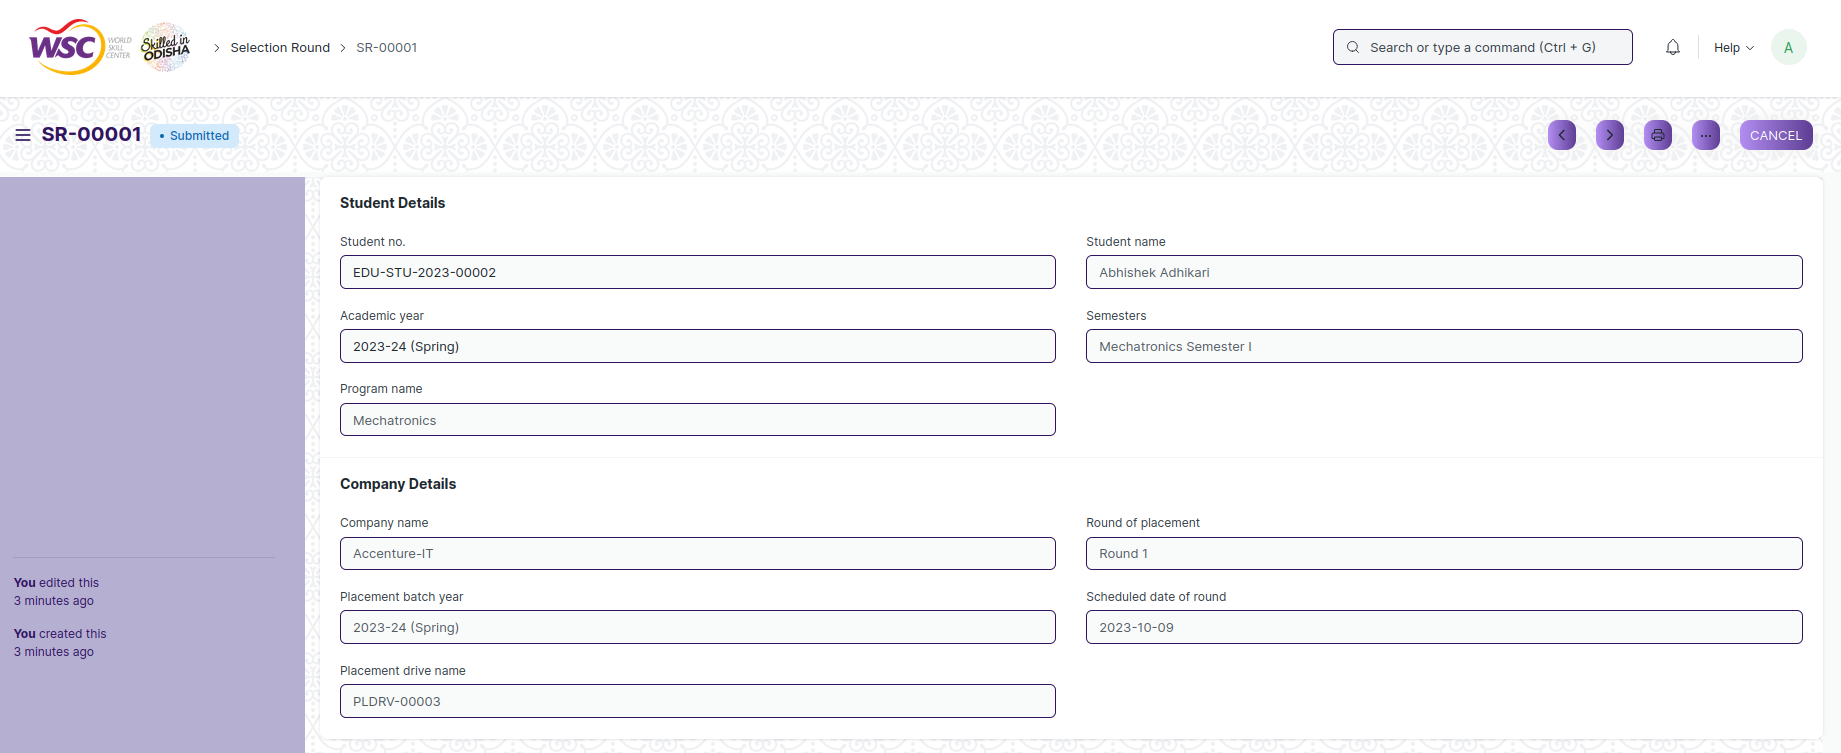 WSC WORLD SKILL CENTER
Skilled in ODISHA
Selection Round
SR-00001
Search or type a command (Ctrl + G)
Help
A
SR-00001
Submitted
CANCEL
Student Details
Student no.
Student name
EDU-STU-2023-00002
Abhishek Adhikari
Academic year
Semesters
2023-24 (Spring)
Mechatronics Semester I
Program name
Mechatronics
Company Details
Company name
Round of placement
Accenture-IT
Round 1
Placement batch year
Scheduled date of round
2023-24 (Spring)
2023-10-09
Placement drive name
PLDRV-00003
You edited this
3 minutes ago
You created this
3 minutes ago